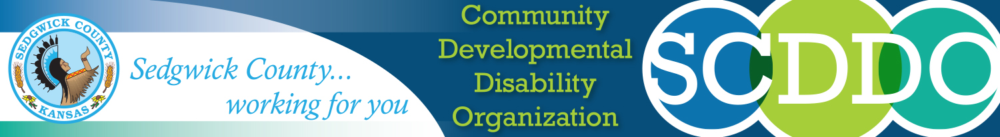 SEDGWICK COUNTY
KANSAS
Sedgwick County...
working for you
Community
Developmental
Disability
Organization
SCDDO